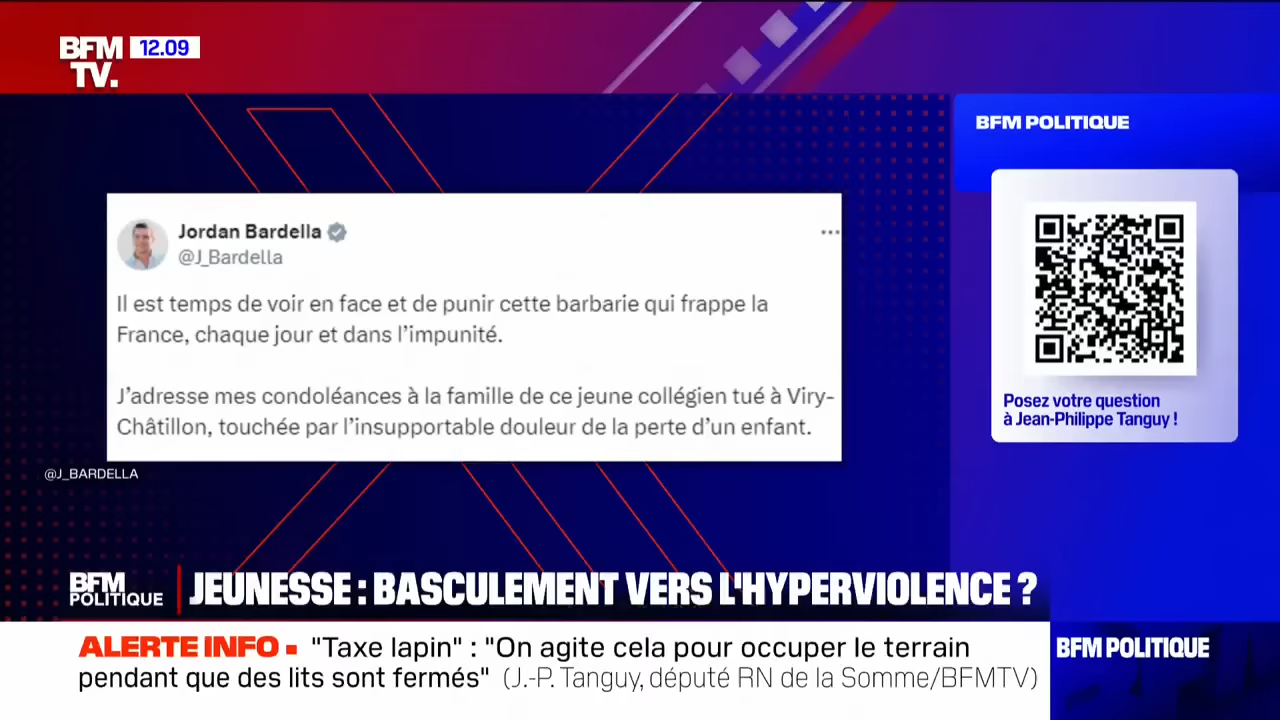 BFM
TV.
12.09
BFM POLITIQUE
Jordan Bardella
@J_Bardella
Il est temps de voir en face et de punir cette barbarie qui frappe la
France, chaque jour et dans l’impunité.
J’adresse mes condoléances à la famille de ce jeune collégien tué à Viry-
Châtillon, touchée par l’insupportable douleur de la perte d’un enfant.
@J_BARDELLA
Posez votre question
à Jean-Philippe Tanguy !
BFM
POLITIQUE
JEUNESSE : BASCULEMENT VERS L'HYPERVIOLENCE ?
ALERTE INFO "Taxe lapin" : "On agite cela pour occuper le terrain
pendant que des lits sont fermés" (J.-P. Tanguy, député RN de la Somme/BFMTV)
BFM POLITIQUE